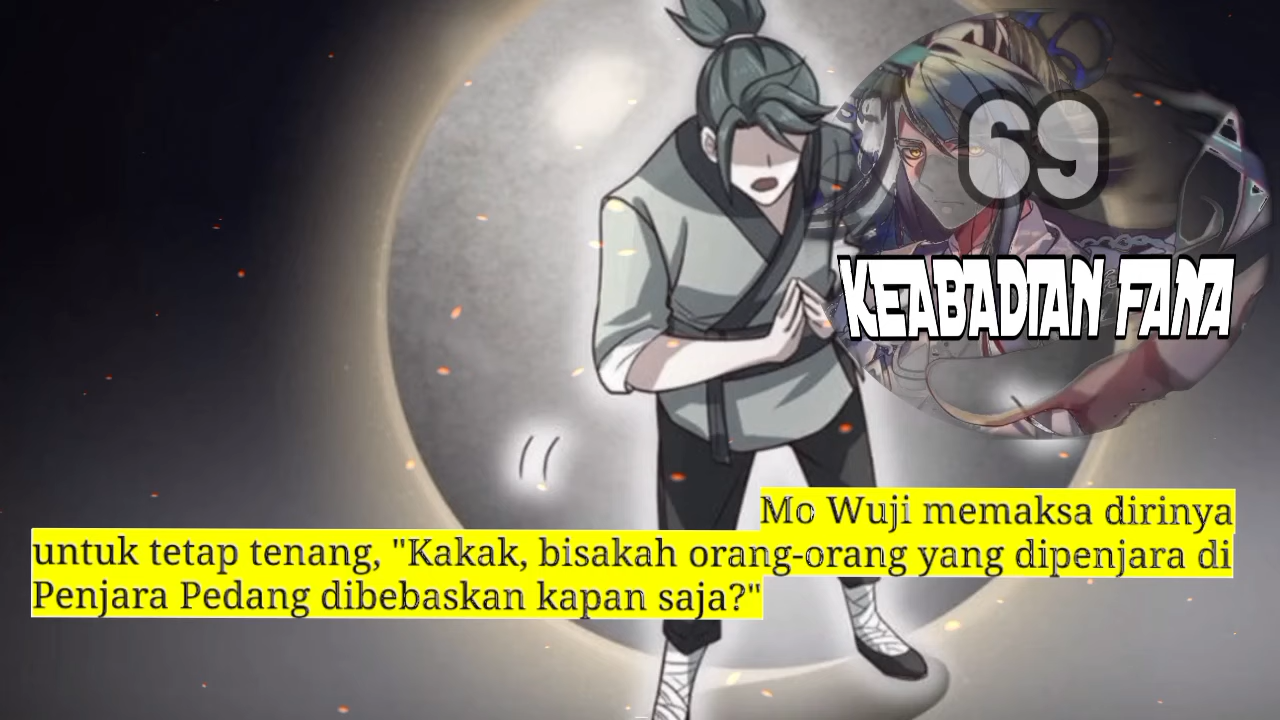 69
KEABADIAN FANA
Mo Wuji memaksa dirinya
untuk tetap tenang, "Kakak, bisakah orang-orang yang dipenjara di
Penjara Pedang dibebaskan kapan saja?"